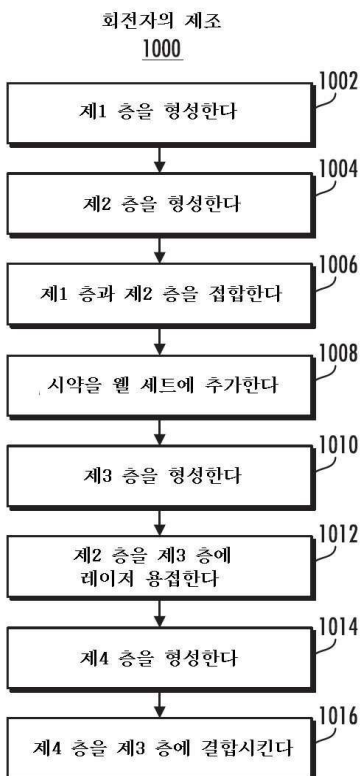 회전자의 제조
1000
1002
제1 층을 형성한다
1004
제2 층을 형성한다
1006
제1 층과 제2 층을 접합한다
1008
시약을 웰 세트에 추가한다
1010
제3 층을 형성한다
1012
제2 층을 제3 층에
레이저 용접한다
1014
제4 층을 형성한다
1016
제4 층을 제3 층에 결합시킨다